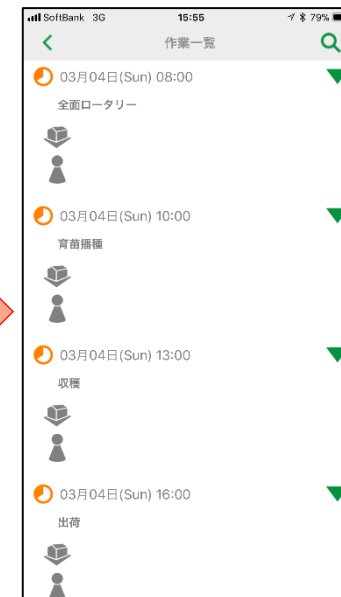 SoftBank 3G 15:55 79%
作業一覧
03月04日(Sun) 08:00
全面ロータリー
03月04日(Sun) 10:00
育苗播種
03月04日(Sun) 13:00
収穫
03月04日(Sun) 16:00
出荷